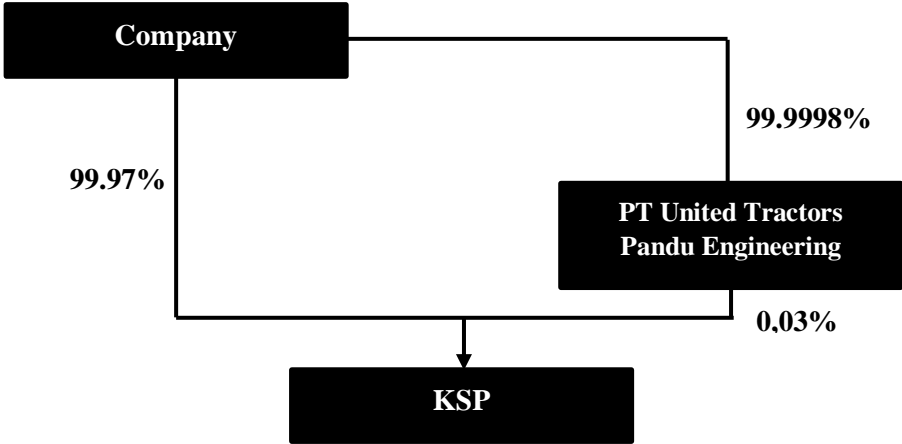 Company
99.9998%
99.97%
PT United Tractors
Pandu Engineering
0,03%
KSP